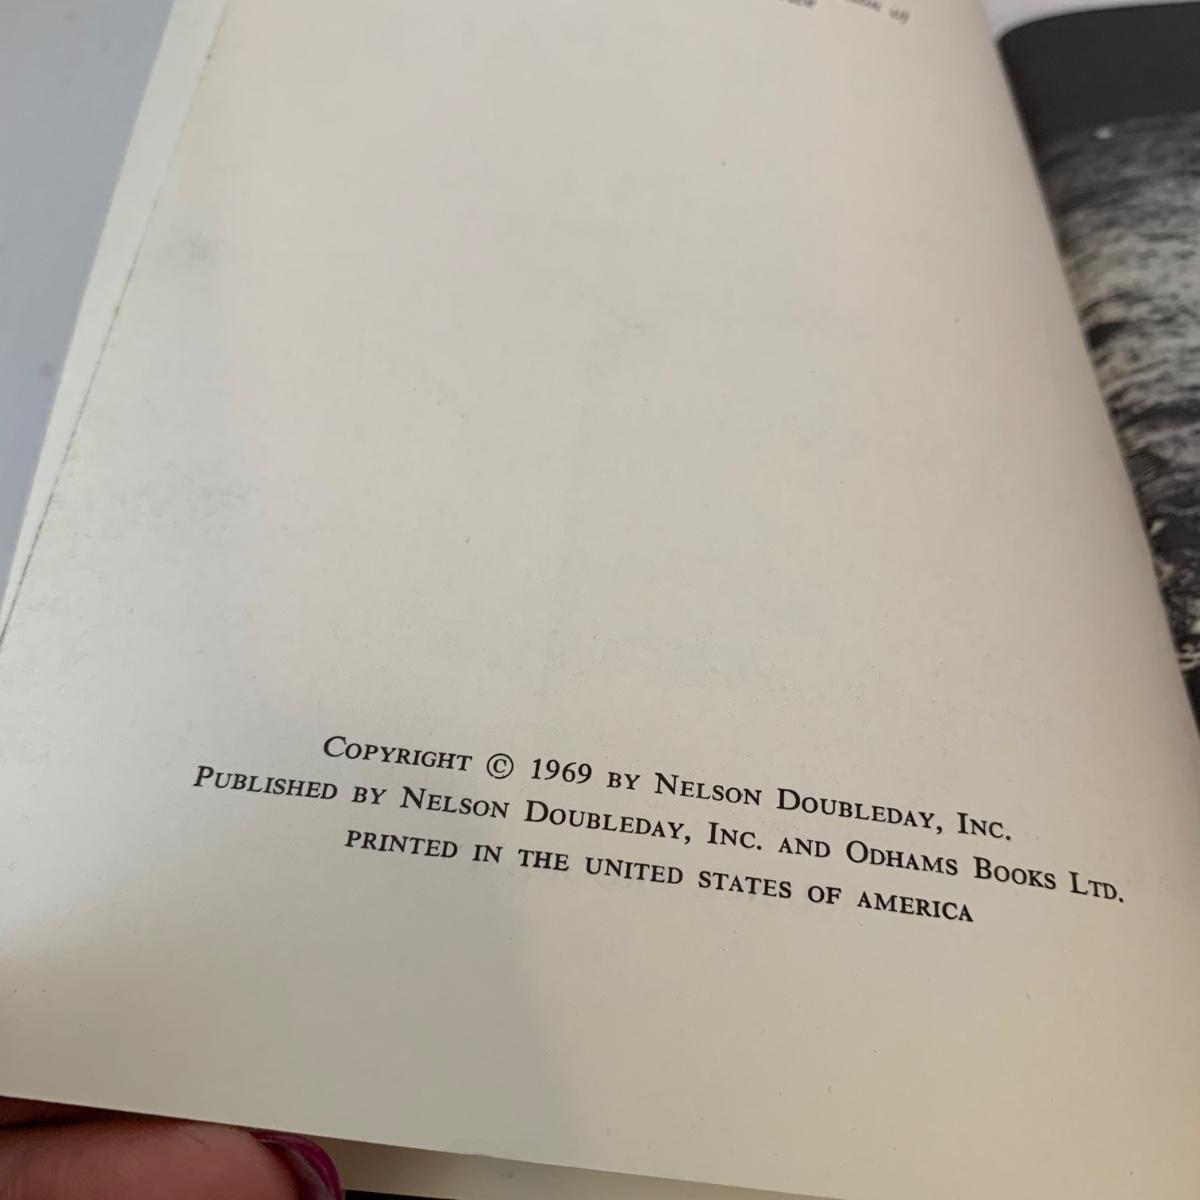 Copyright © 1969 by Nelson Doubleday, Inc.
Published by Nelson Doubleday, Inc. and Odhams Books Ltd.
PRINTED IN THE UNITED STATES OF AMERICA